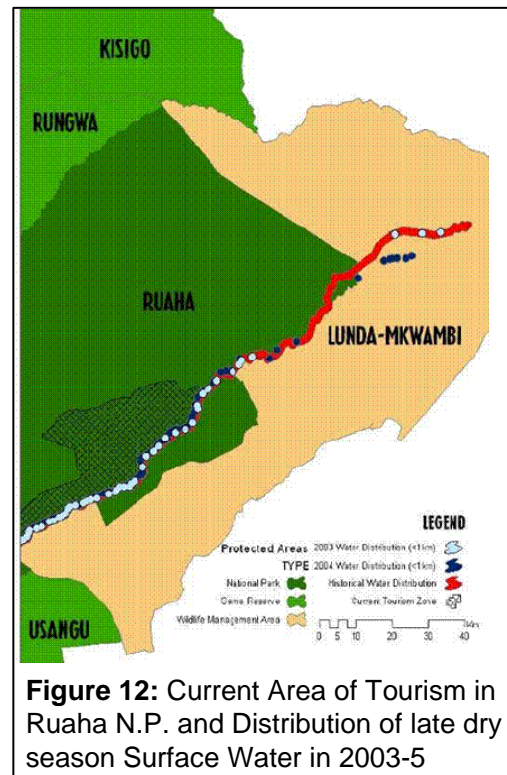 KISIGO
RUNGWA
RUAHA
LUNDA-MKWAMBI
USANGU
LEGEND
Protected Areas
TYPE
National Park
Game Reserve
Wildlife Management Area
2003 Water Distribution (<1km)
2004 Water Distribution (<1km)
Historical Water Distribution
Current Tourism Zone
0 5 10 20 30 40
Figure 12: Current Area of Tourism in
Ruaha N.P. and Distribution of late dry
season Surface Water in 2003-5